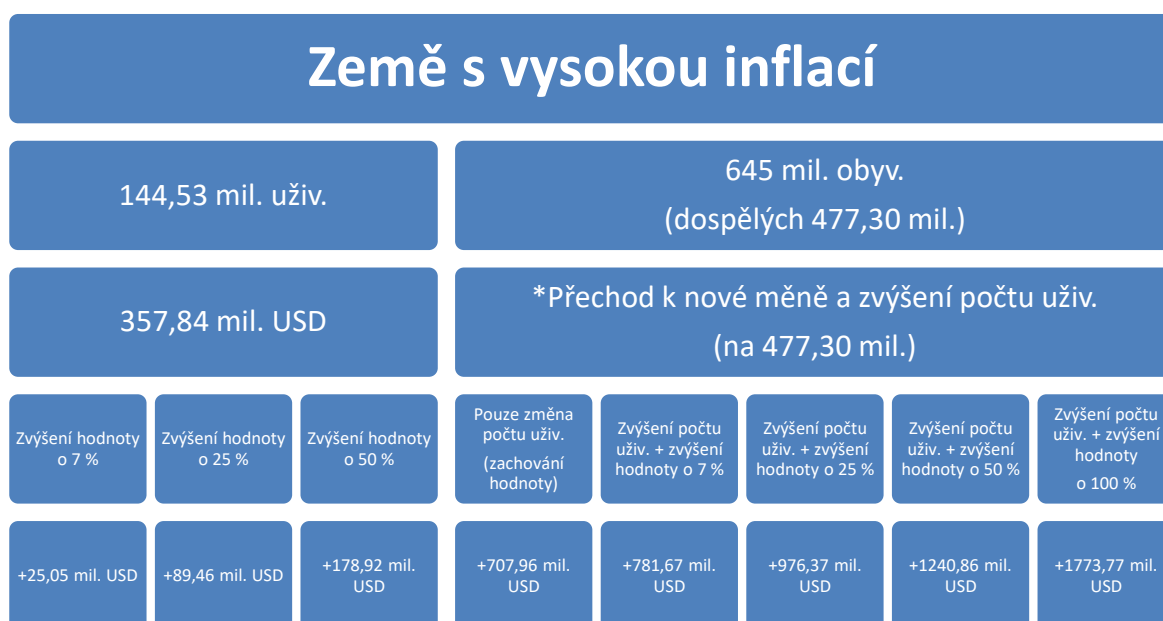 Země s vysokou inflací
144,53 mil. uživ.
645 mil. obyv.
(dospělých 477,30 mil.)
357,84 mil. USD
*Přechod k nové měně a zvýšení počtu uživ.
(na 477,30 mil.)
Zvýšení hodnoty
o 7 %
Zvýšení hodnoty
o 25 %
Zvýšení hodnoty
o 50 %
Pouze změna
počtu uživ.
(zachování
hodnoty)
Zvýšení počtu
uživ. + zvýšení
hodnoty o 7 %
Zvýšení počtu
uživ. + zvýšení
hodnoty o 25 %
Zvýšení počtu
uživ. + zvýšení
hodnoty o 50 %
Zvýšení počtu
uživ. + zvýšení
hodnoty
o 100 %
+25,05 mil. USD
+89,46 mil. USD
+178,92 mil.
USD
+707,96 mil.
USD
+781,67 mil.
USD
+976,37 mil.
USD
+1240,86 mil.
USD
+1773,77 mil.
USD